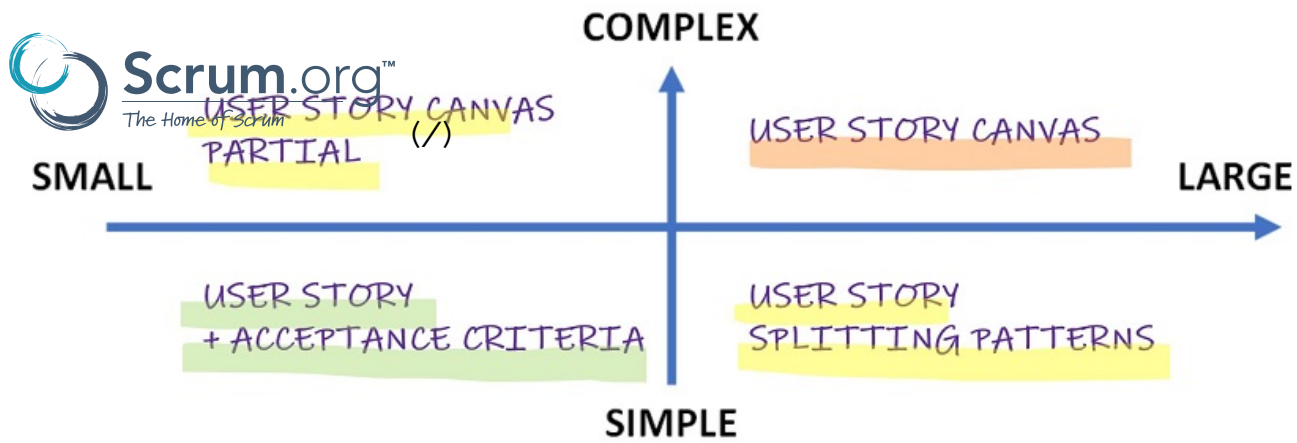 COMPLEX
Scrum.org™
The Home of Scrum
USER STORY CANVAS
(/)
PARTIAL
USER STORY CANVAS
SMALL
LARGE
USER STORY
+ ACCEPTANCE CRITERIA
USER STORY
SPLITTING PATTERNS
SIMPLE